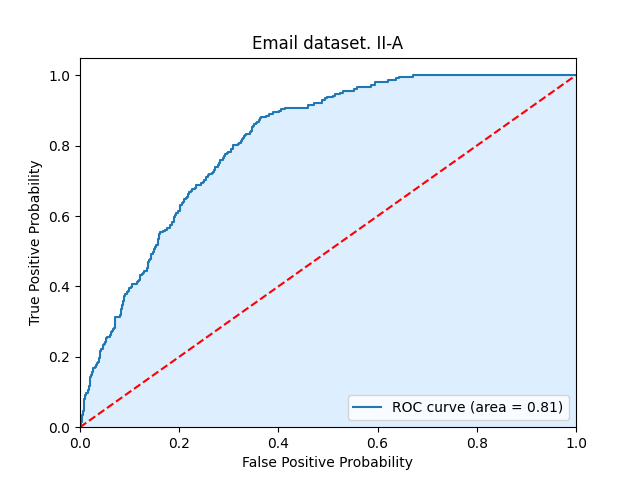 Email dataset. II-A
True Positive Probability
1.0
0.8
0.6
0.4
0.2
0.0
ROC curve (area = 0.81)
0.0 0.2 0.4 0.6 0.8 1.0
False Positive Probability